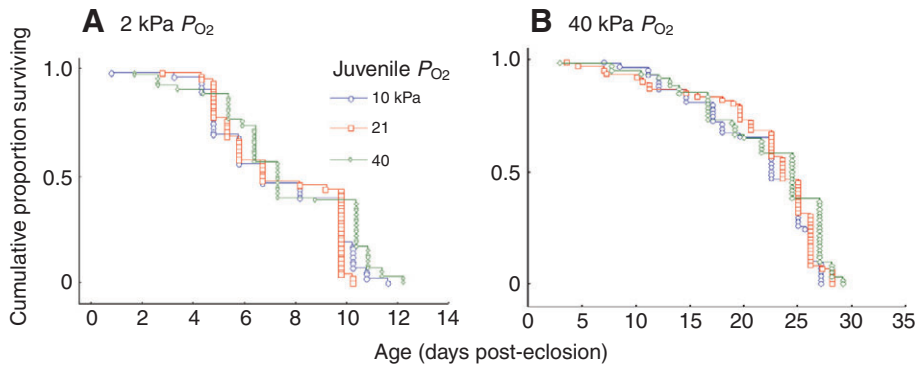 A 2 kPa PO2
B 40 kPa PO2
Cumulative proportion surviving
1.0
0.5
0
Juvenile PO2
10 kPa
21
40
0 2 4 6 8 10 12 14
1.0
0.5
0
0 5 10 15 20 25 30 35
Age (days post-eclosion)